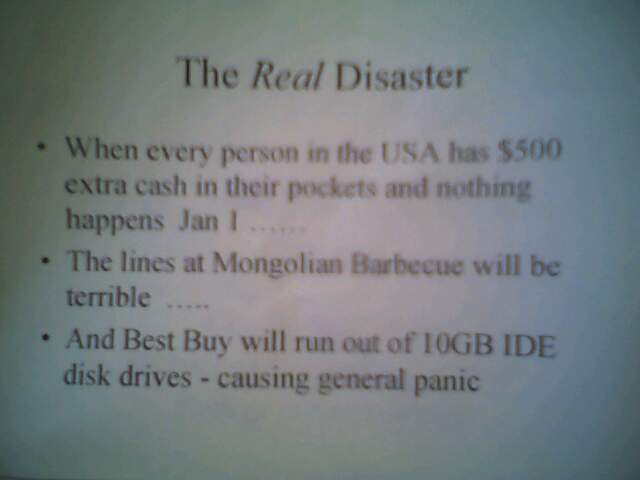 The Real Disaster
• When every person in the USA has $500
extra cash in their pockets and nothing
happens Jan 1 ......
• The lines at Mongolian Barbecue will be
terrible .....
• And Best Buy will run out of 10GB IDE
disk drives - causing general panic